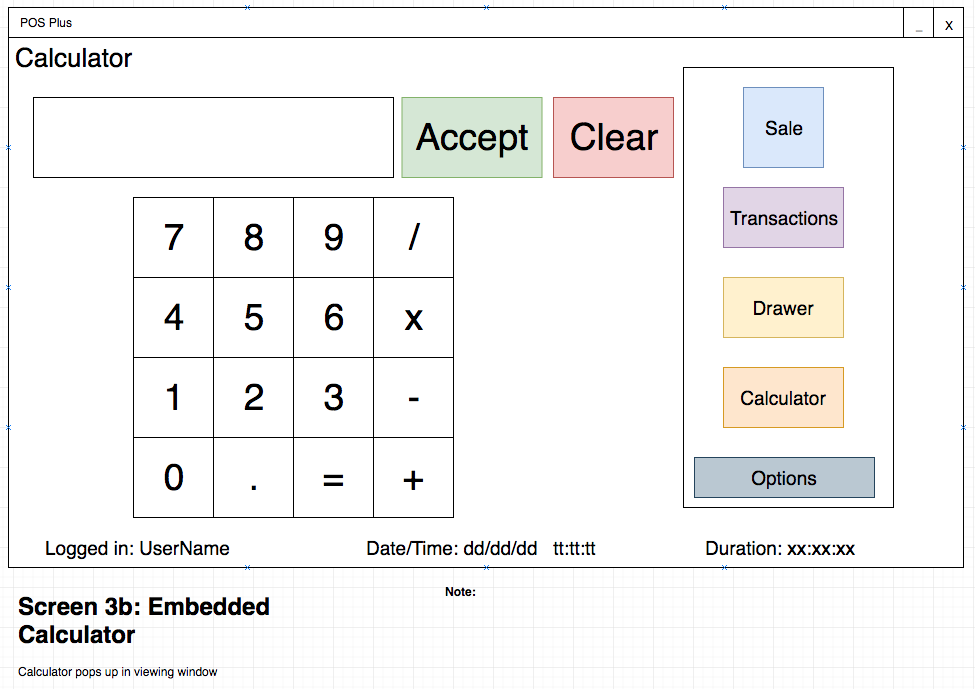 POS Plus
_ X
Calculator
Accept Clear
Sale
Transactions
Drawer
Calculator
Options
7 8 9 /
4 5 6 x
1 2 3 -
0 . = +
Logged in: UserName Date/Time: dd/dd/dd tt:tt:tt Duration: xx:xx:xx
Note:
Screen 3b: Embedded
Calculator
Calculator pops up in viewing window